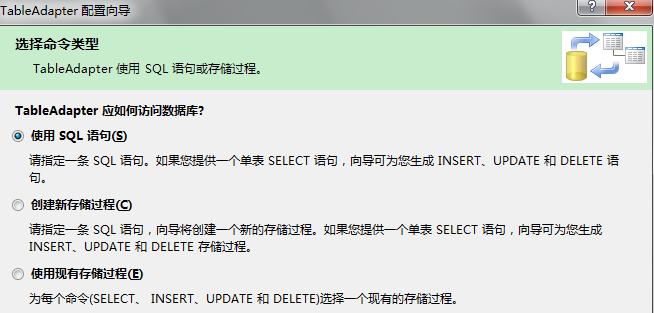 TableAdapter 配置向导
选择命令类型
TableAdapter 使用 SQL 语句或存储过程。
TableAdapter 应如何访问数据库?
使用 SQL 语句(S)
请指定一条 SQL 语句。如果您提供一个单表 SELECT 语句，向导可为您生成 INSERT、UPDATE 和 DELETE 语
句。
创建新存储过程(C)
请指定一条 SQL 语句，向导将创建一个新的存储过程。如果您提供一个单表 SELECT 语句，向导可为您生成
INSERT、UPDATE 和 DELETE 存储过程。
使用现有存储过程(E)
为每个命令(SELECT、 INSERT、UPDATE 和 DELETE)选择一个现有的存储过程。